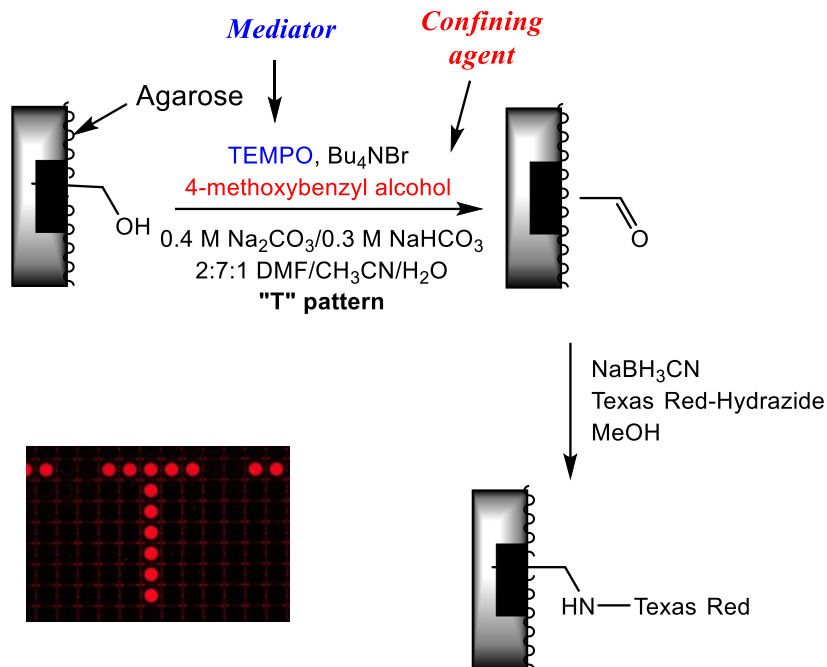 Mediator
Confining
agent
Agarose
TEMPO, Bu₄NBr
4-methoxybenzyl alcohol
OH
0.4 M Na₂CO₃/0.3 M NaHCO₃
2:7:1 DMF/CH₃CN/H₂O
"T" pattern
O
NaBH₃CN
Texas Red-Hydrazide
MeOH
HN
Texas Red